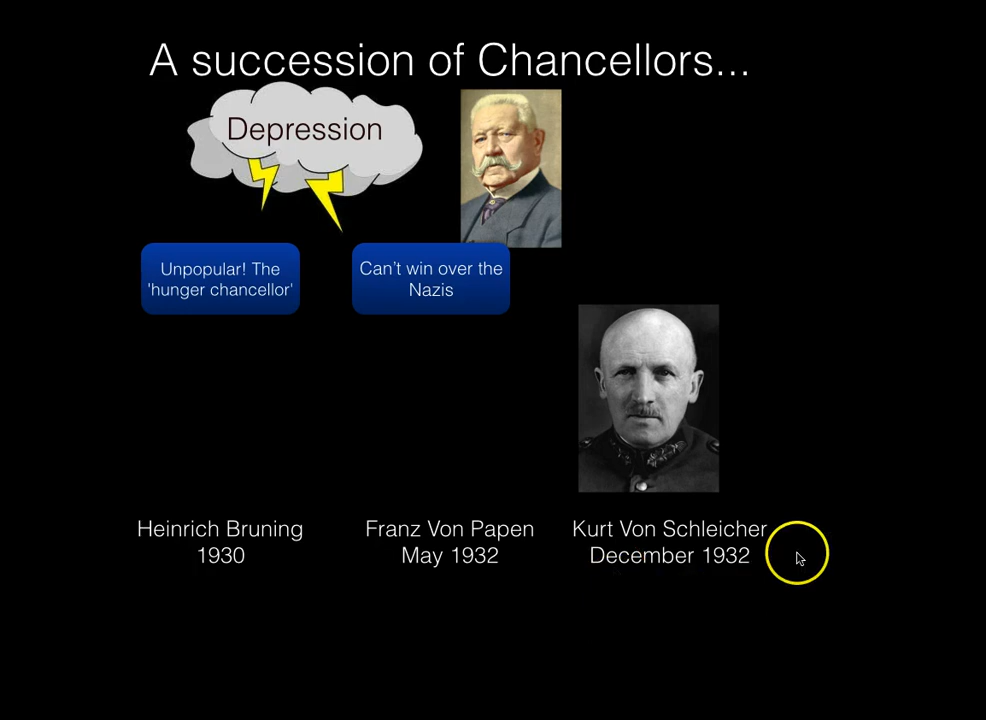 A succession of Chancellors...
Depression
Unpopular! The
'hunger chancellor'
Can't win over the
Nazis
Heinrich Bruning
1930
Franz Von Papen
May 1932
Kurt Von Schleicher
December 1932